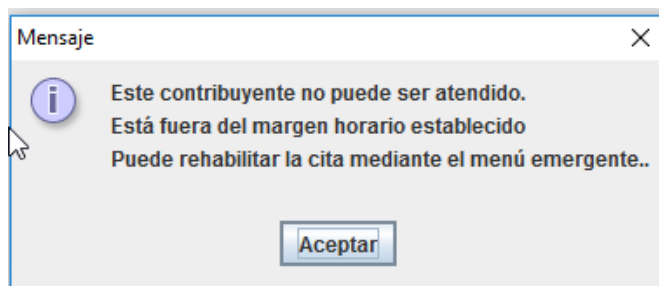 Mensaje
Este contribuyente no puede ser atendido.
Está fuera del margen horario establecido
Puede rehabilitar la cita mediante el menú emergente..
Aceptar